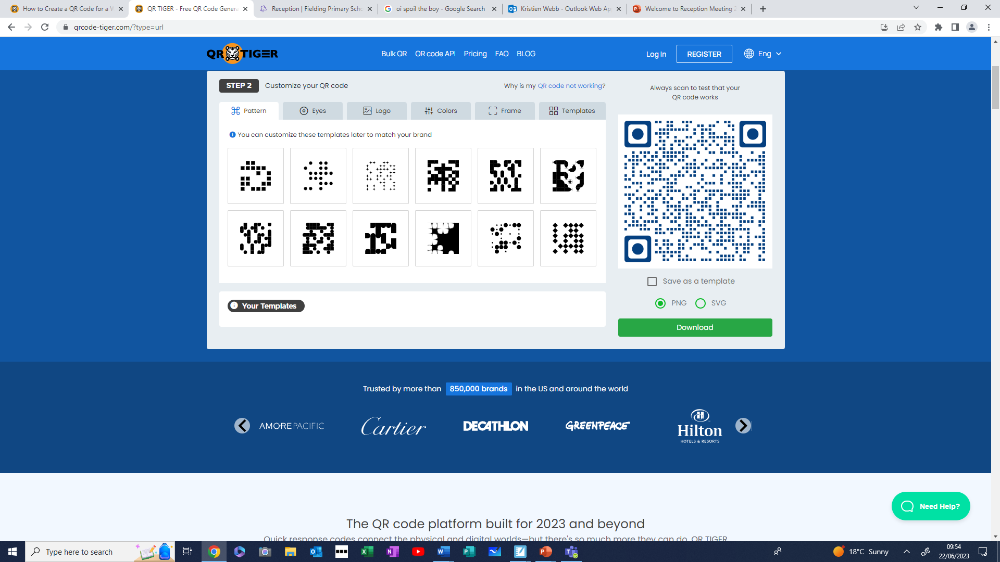 How to Create a QR Code for a W
QR TIGER - Free QR Code Genera
Reception | Fielding Primary Scho
oi spoil the boy - Google Search
Kristien Webb - Outlook Web Ap
Welcome to Reception Meeting 2
qrcode-tiger.com/?type=url
QR TIGER
Bulk QR QR code API Pricing FAQ BLOG
Log In REGISTER Eng
STEP 2 Customize your QR code
Why is my QR code not working?
Always scan to test that your
QR code works
Pattern Eyes Logo Colors Frame Templates
You can customize these templates later to match your brand
Save as a template
PNG SVG
Your Templates
Download
Trusted by more than 850,000 brands in the US and around the world
AMOREPACIFIC
Cartier
DECATHLON
GREENPEACE
Hilton
HOTELS & RESORTS
Need Help?
The QR code platform built for 2023 and beyond
Quick response codes connect the physical and digital worlds—but there's so much more they can do. QR TIGER
Type here to search
18°C Sunny
09:54
22/06/2023